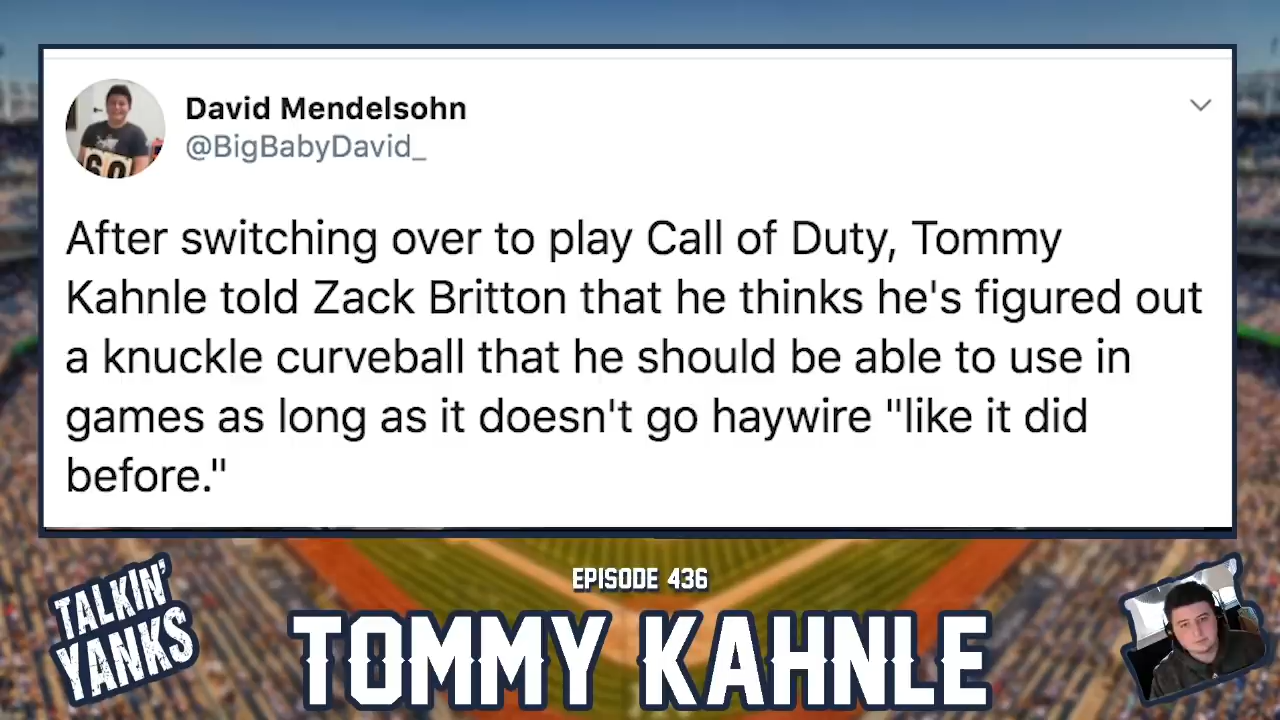 David Mendelsohn
@BigBabyDavid_
60
After switching over to play Call of Duty, Tommy
Kahnle told Zack Britton that he thinks he's figured out
a knuckle curveball that he should be able to use in
games as long as it doesn't go haywire "like it did
before."
EPISODE 436
TALKIN'
YANKS
TOMMY KAHNLE